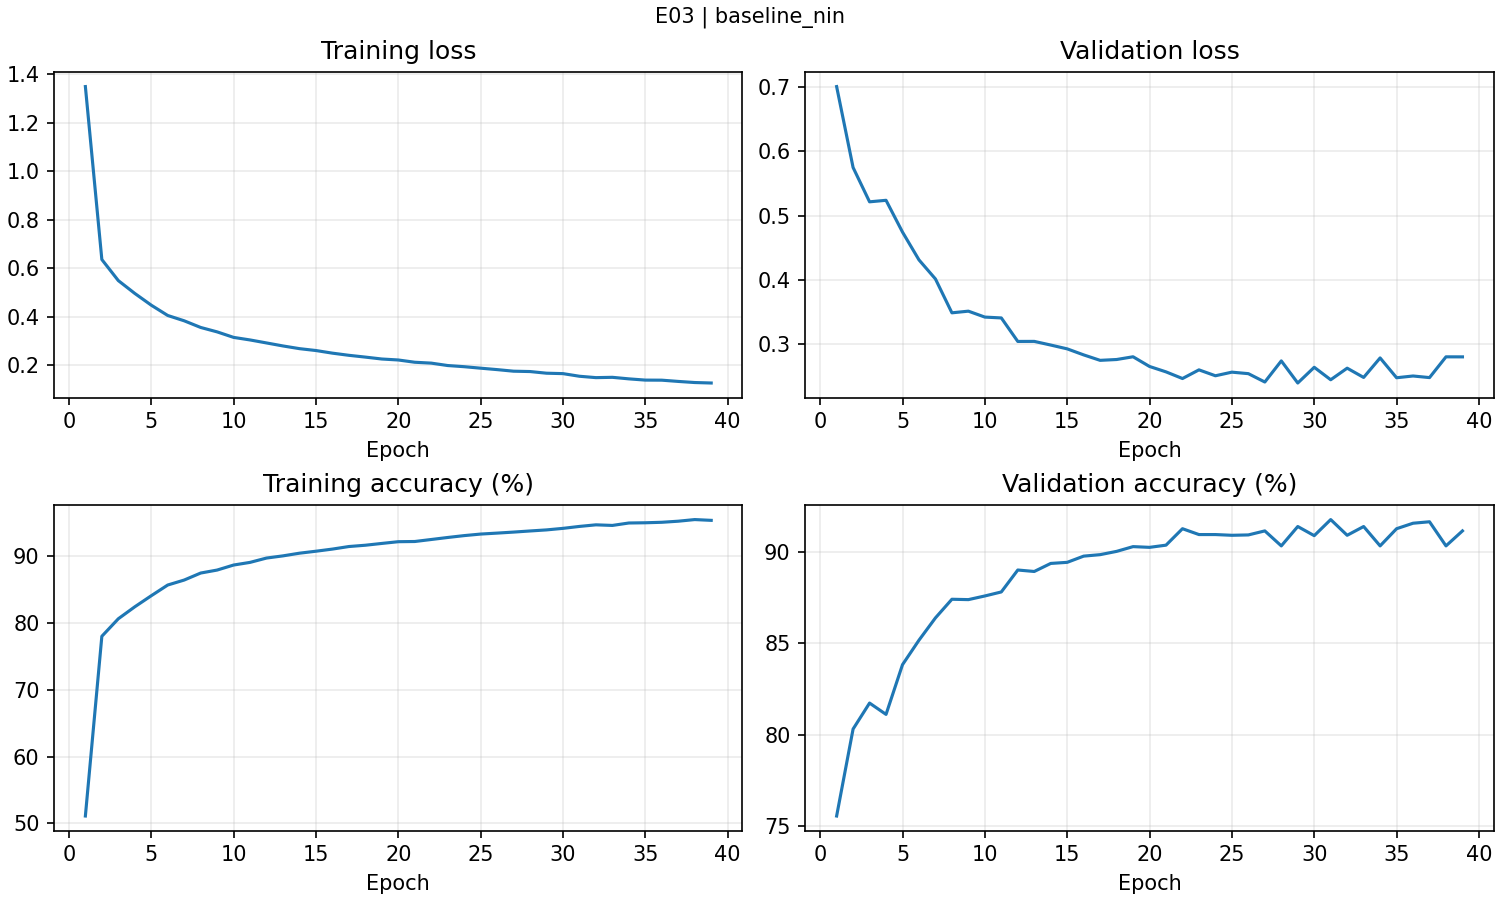 E03 | baseline_nin
Training loss
1.4
1.2
1.0
0.8
0.6
0.4
0.2
0 5 10 15 20 25 30 35 40
Epoch
Validation loss
0.7
0.6
0.5
0.4
0.3
0 5 10 15 20 25 30 35 40
Epoch
Training accuracy (%)
90
80
70
60
50
0 5 10 15 20 25 30 35 40
Epoch
Validation accuracy (%)
90
85
80
75
0 5 10 15 20 25 30 35 40
Epoch